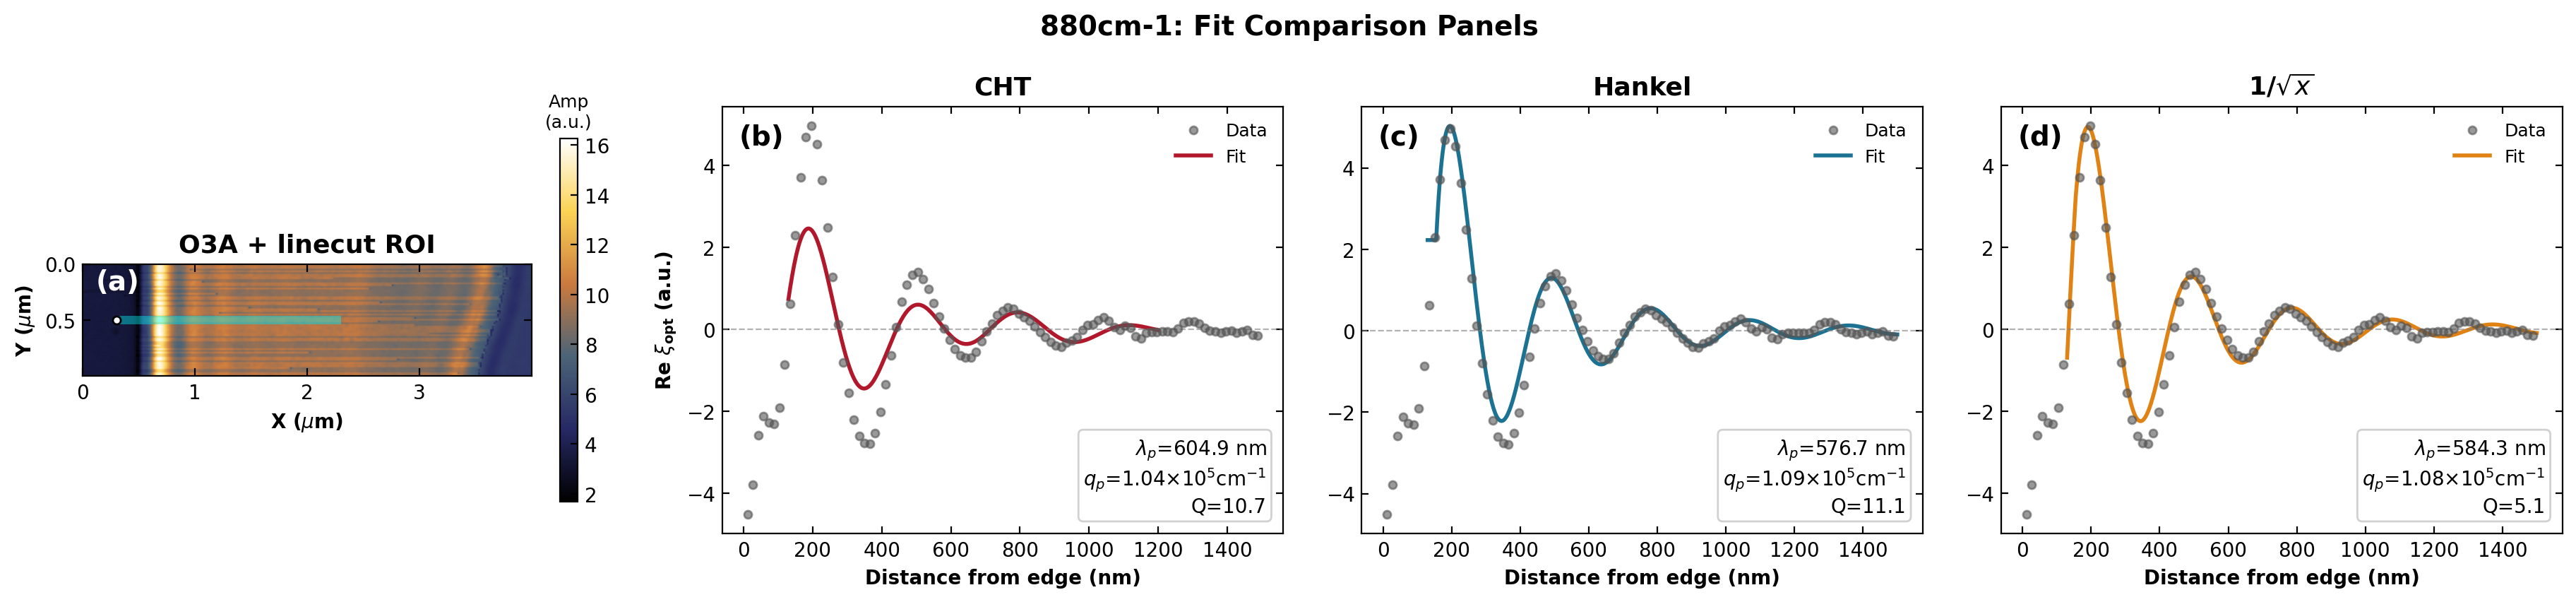 880cm-1: Fit Comparison Panels
Amp
(a.u.)
O3A + linecut ROI
(a)
0.0
0.5
Y (μm)
0
1
2
3
X (μm)
16
14
12
10
8
6
4
2
CHT
(b)
Data
Fit
4
2
0
−2
−4
Re ξopt (a.u.)
λp=604.9 nm
qp=1.04×10⁵cm⁻¹
Q=10.7
0 200 400 600 800 1000 1200 1400
Distance from edge (nm)
Hankel
(c)
Data
Fit
4
2
0
−2
−4
λp=576.7 nm
qp=1.09×10⁵cm⁻¹
Q=11.1
0 200 400 600 800 1000 1200 1400
Distance from edge (nm)
1/√x
(d)
Data
Fit
4
2
0
−2
−4
λp=584.3 nm
qp=1.08×10⁵cm⁻¹
Q=5.1
0 200 400 600 800 1000 1200 1400
Distance from edge (nm)